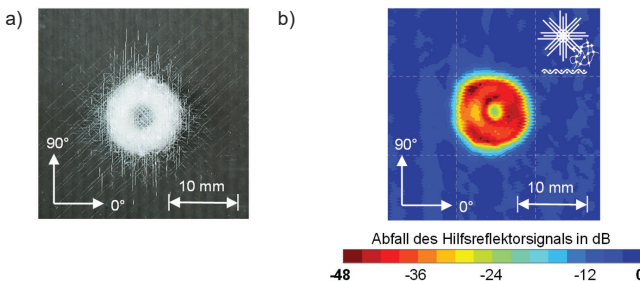 a)
90°
0°
10 mm
b)
90°
0°
10 mm
Abfall des Hilfsreflektorsignals in dB
-48 -36 -24 -12 0